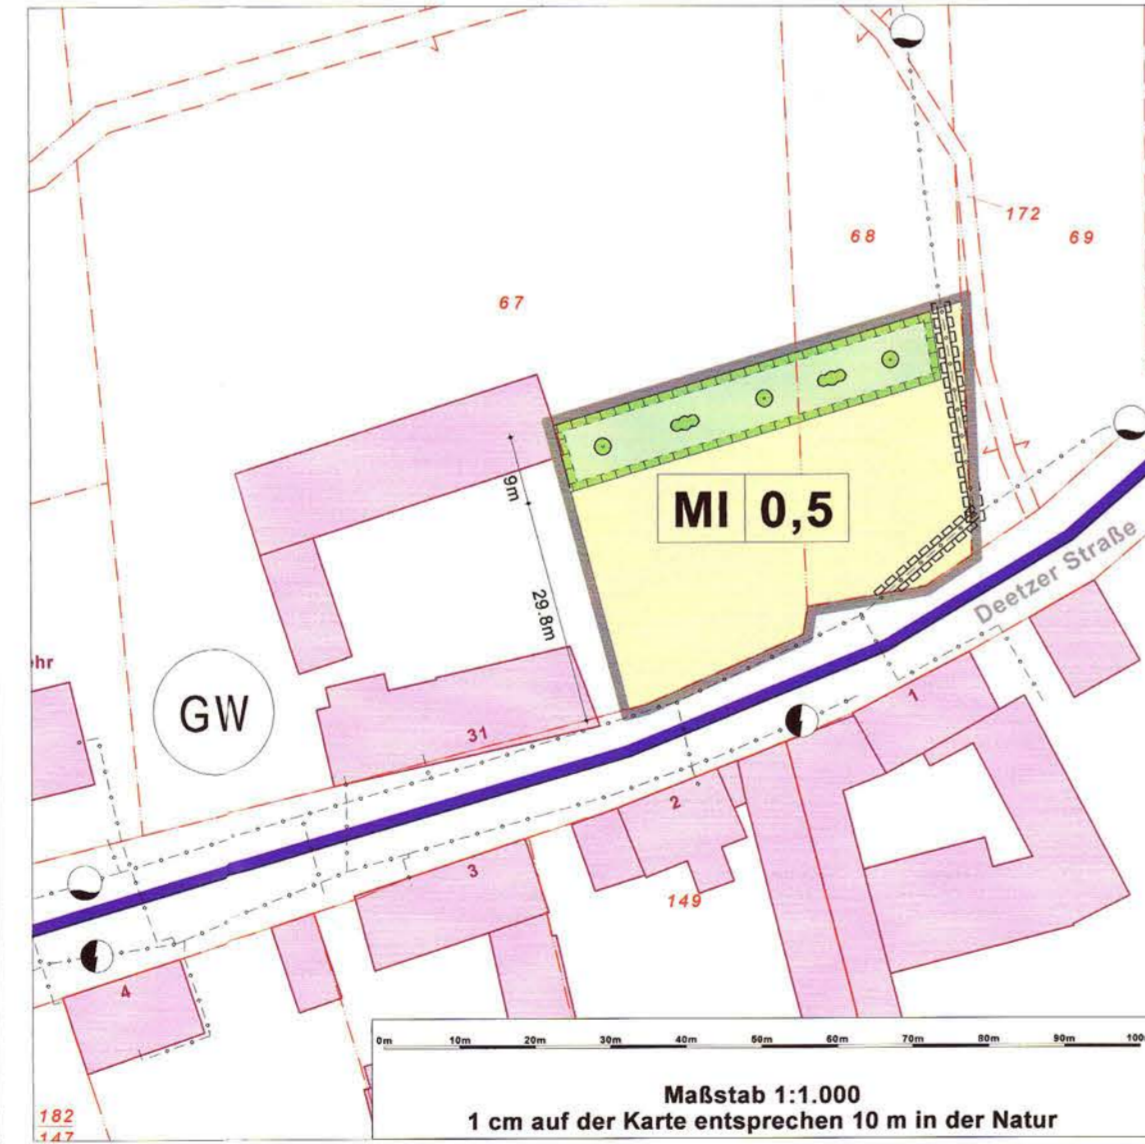 172
68
69
67
MI 0,5
9m
29.8m
Deetzer Straße
hr
GW
31
1
2
3
149
4
0m 10m 20m 30m 40m 50m 60m 70m 80m 90m 100
Maßstab 1:1.000
1 cm auf der Karte entsprechen 10 m in der Natur
182
147